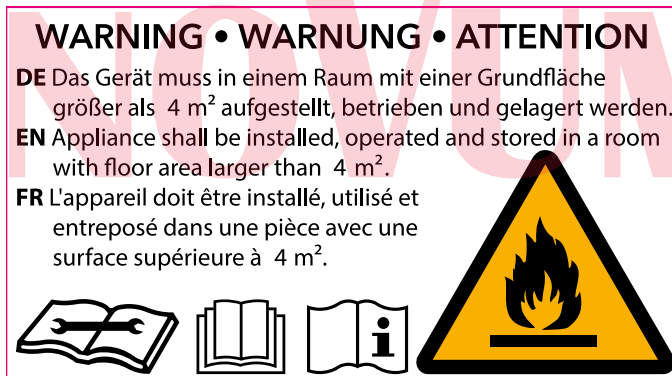 NOVUM
WARNING • WARNUNG • ATTENTION
DE Das Gerät muss in einem Raum mit einer Grundfläche
größer als 4 m² aufgestellt, betrieben und gelagert werden.
EN Appliance shall be installed, operated and stored in a room
with floor area larger than 4 m².
FR L'appareil doit être installé, utilisé et
entreposé dans une pièce avec une
surface supérieure à 4 m².
i